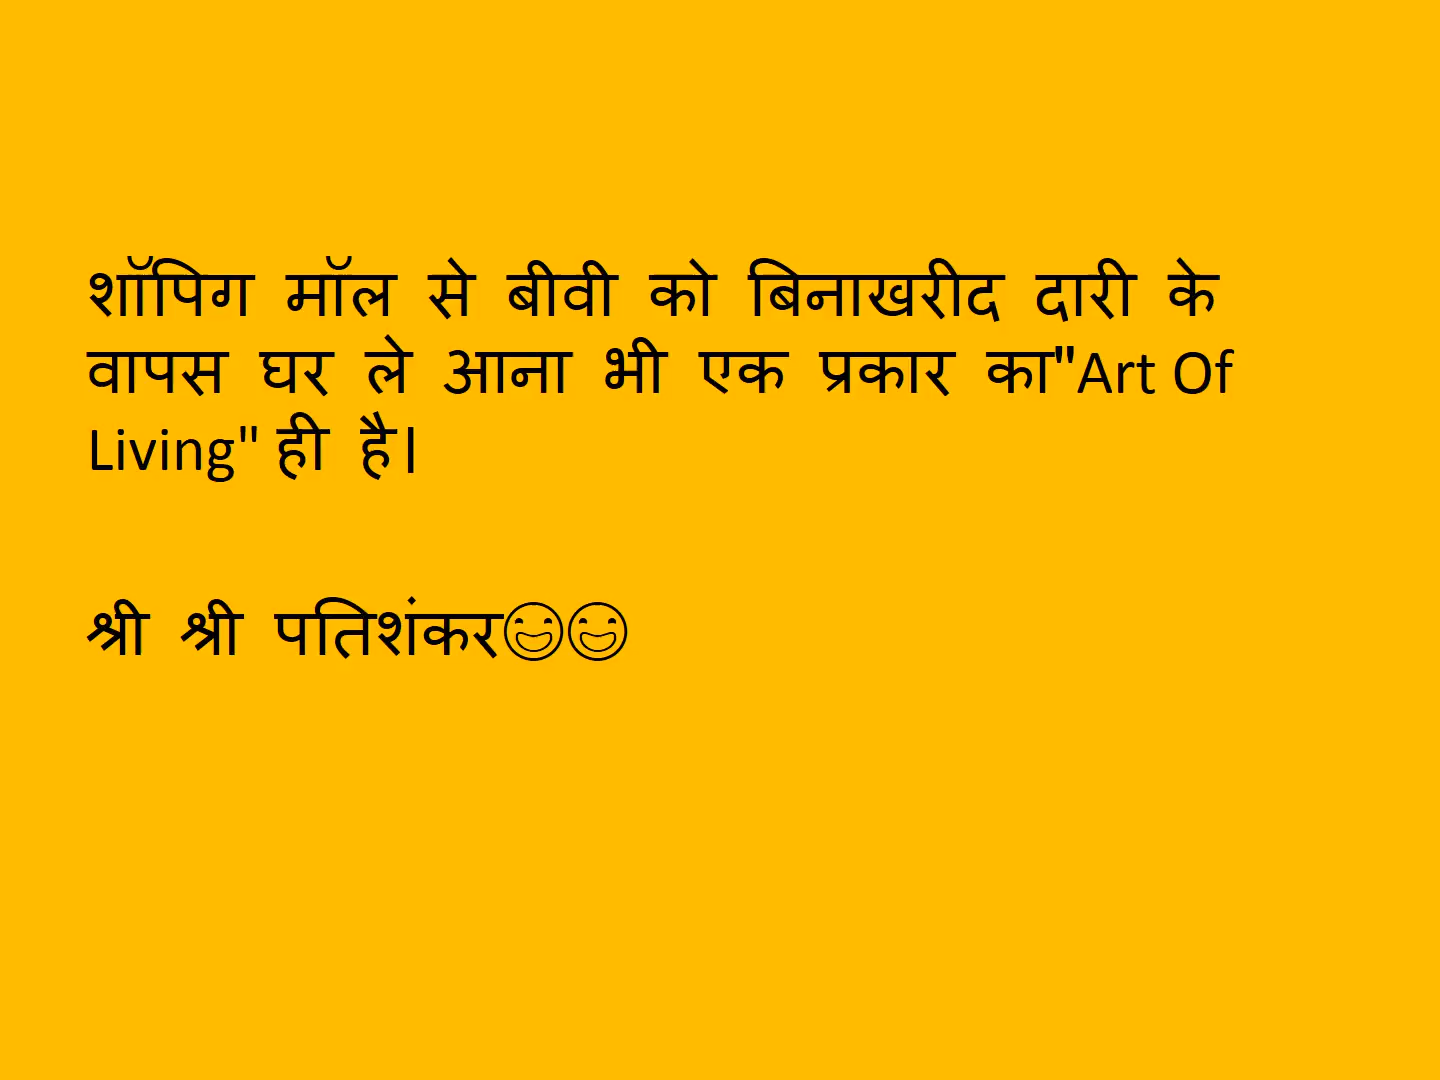 शॉपिग मॉल से बीवी को बिनाखरीद दारी के
वापस घर ले आना भी एक प्रकार का"Art Of
Living" ही है।
श्री श्री पतिशंकर😀😀